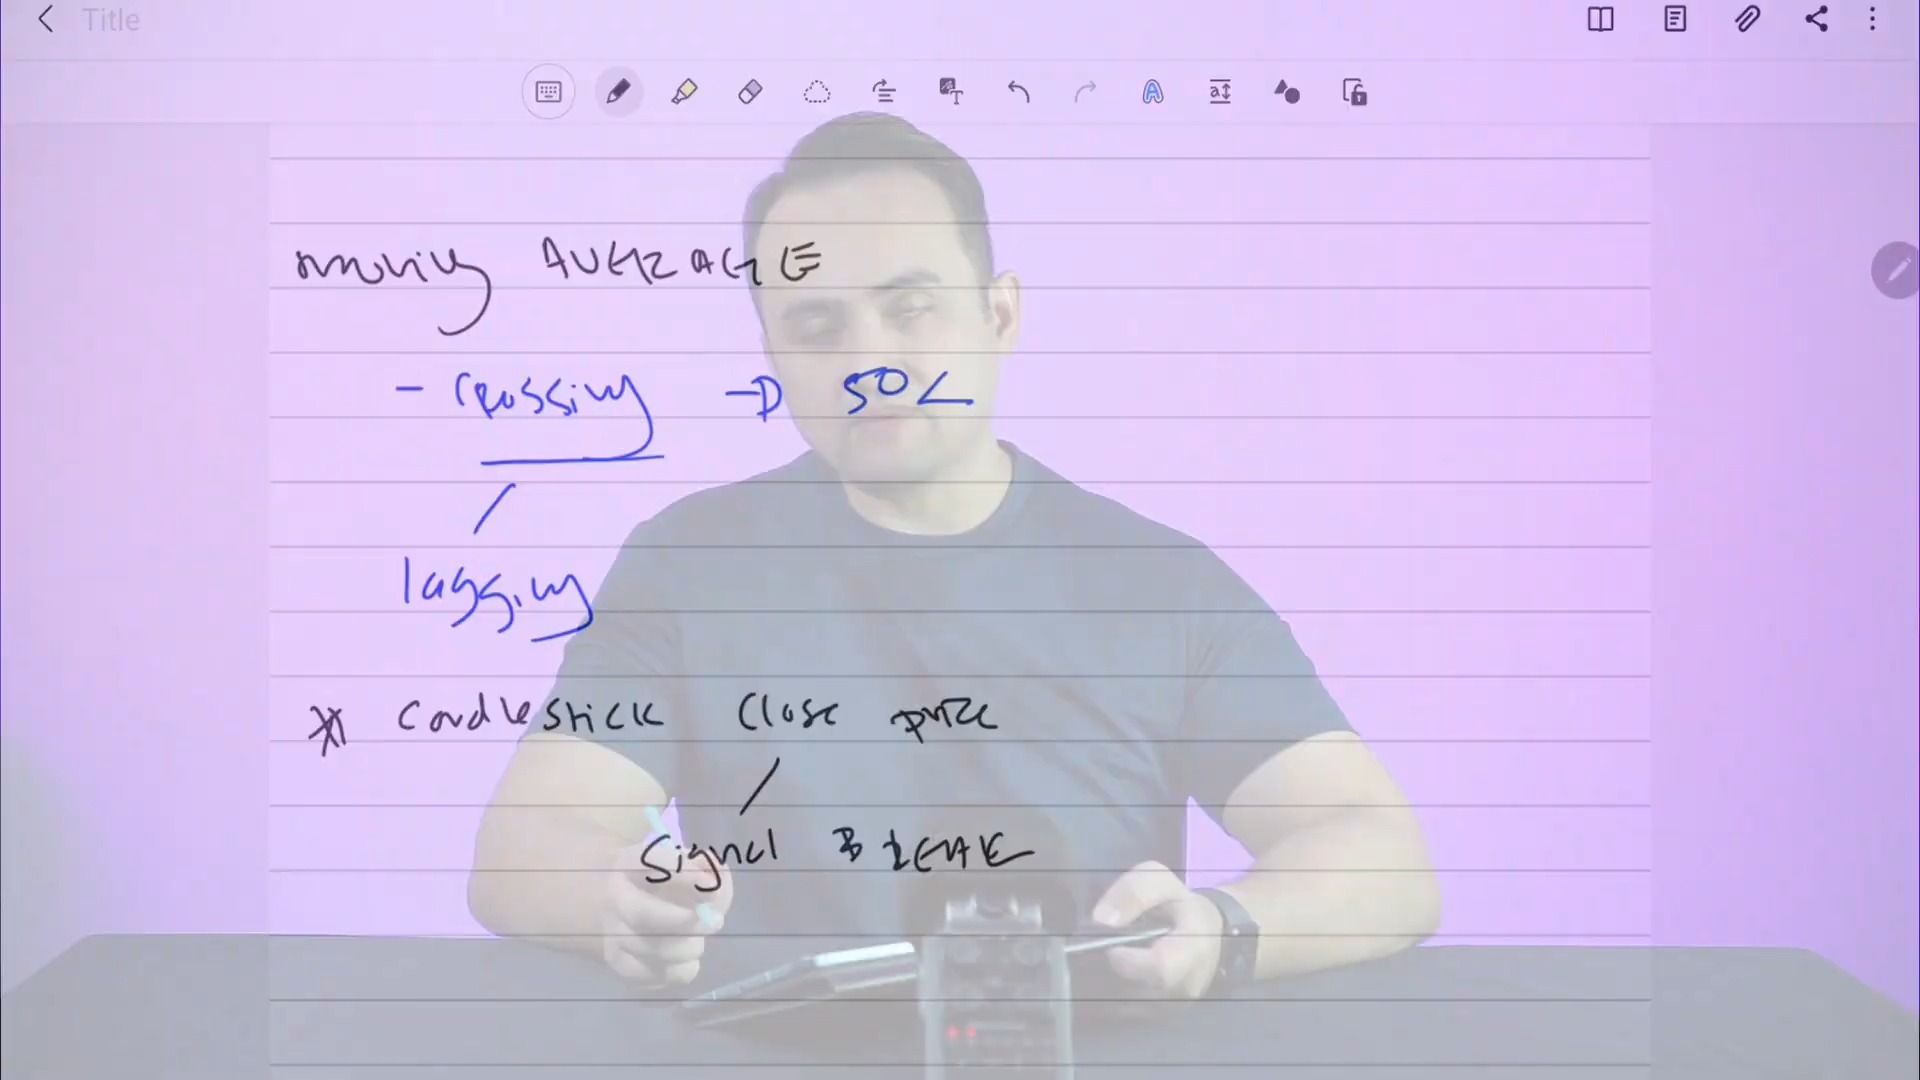 Title
moving AVERAGE
- Crossing -D SOL
lagging
* Candlestick Close price
Signal BREAK